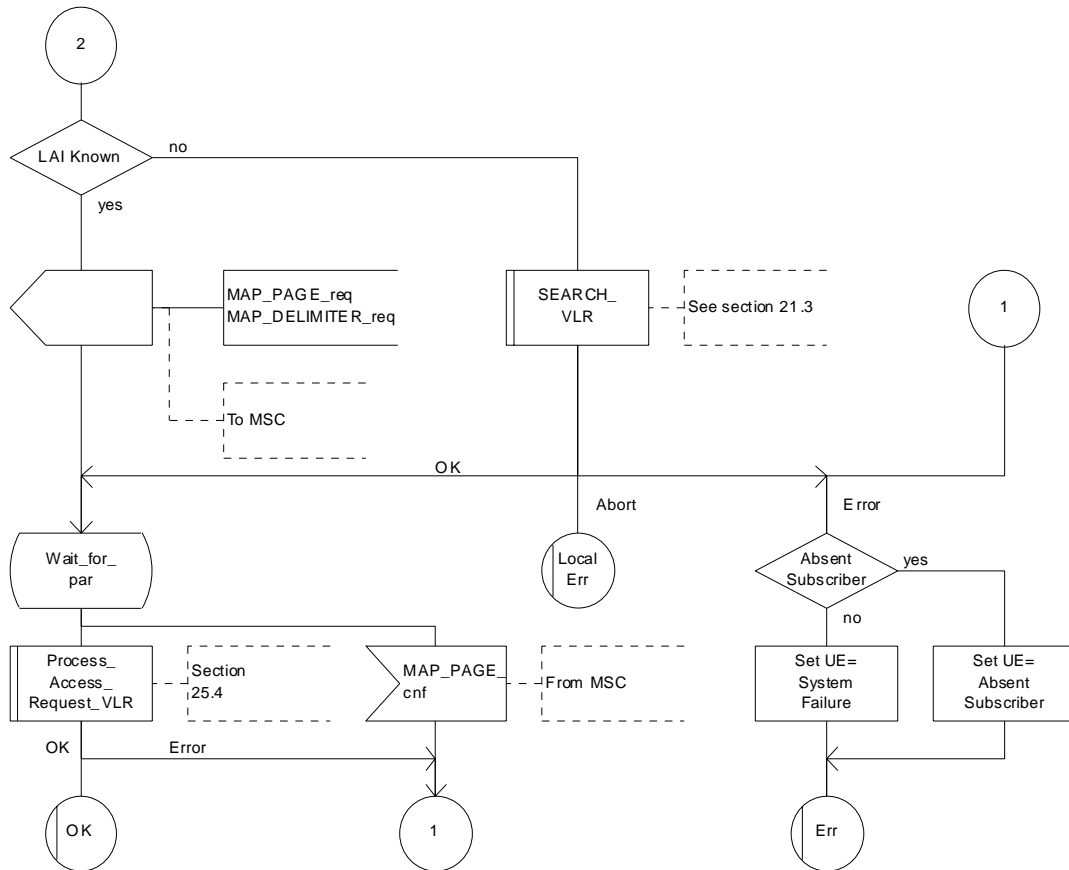 2
LAI Known
no
yes
MAP_PAGE_req
MAP_DELIMITER_req
SEARCH_
VLR
See section 21.3
1
To MSC
OK
Abort
Error
Wait_for_
par
Local
Err
Absent
Subscriber
yes
no
Process_
Access_
Request_VLR
Section
25.4
MAP_PAGE_
cnf
From MSC
Set UE=
System
Failure
Set UE=
Absent
Subscriber
OK
Error
OK
1
Err